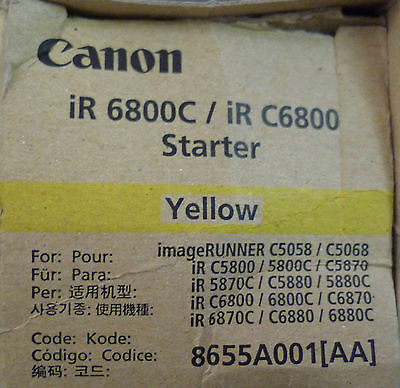 Canon
iR 6800C / iR C6800
Starter
Yellow
For: Pour: imageRUNNER C5058 / C5068
Für: Para: iR C5800 / 5800C / C5870
Per: 适用机型: iR 5870C / C5880 / 5880C
사용기종: 使用機種: iR C6800 / 6800C / C6870
iR 6870C / C6880 / 6880C
Code: Kode:
Código: Codice: 8655A001[AA]
编码: 코드: